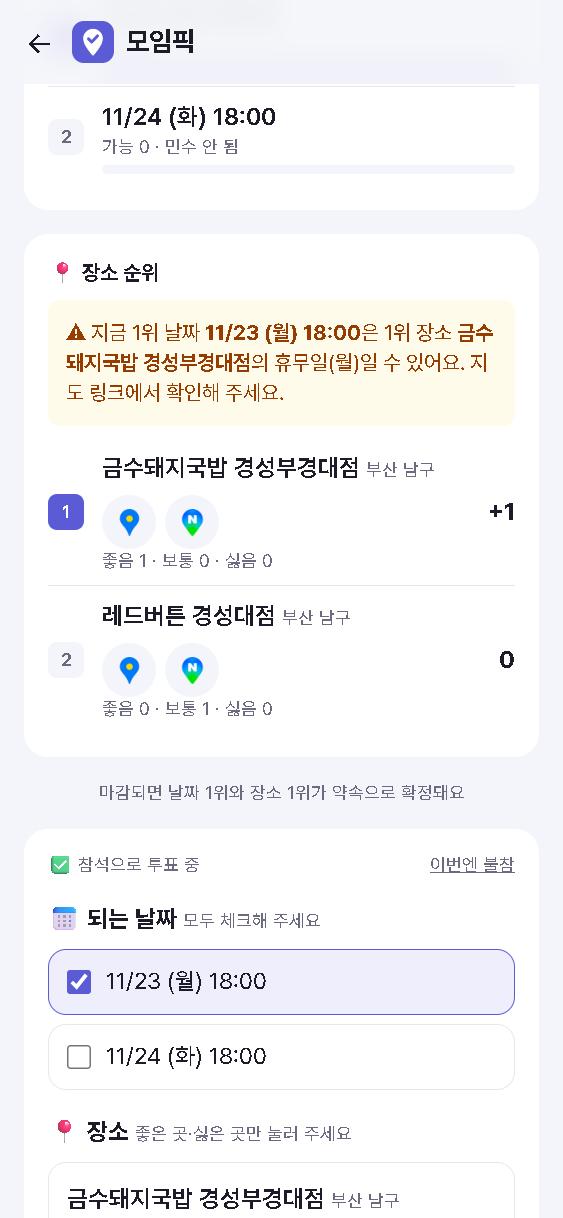 모임픽
2
11/24 (화) 18:00
가능 0 · 민수 안 됨
장소 순위
지금 1위 날짜 11/23 (월) 18:00은 1위 장소 금수
돼지국밥 경성부경대점의 휴무일(월)일 수 있어요. 지
도 링크에서 확인해 주세요.
금수돼지국밥 경성부경대점 부산 남구
1
N
+1
좋음 1 · 보통 0 · 싫음 0
레드버튼 경성대점 부산 남구
2
N
0
좋음 0 · 보통 1 · 싫음 0
마감되면 날짜 1위와 장소 1위가 약속으로 확정돼요
참석으로 투표 중
이번엔 불참
되는 날짜 모두 체크해 주세요
11/23 (월) 18:00
11/24 (화) 18:00
장소 좋은 곳·싫은 곳만 눌러 주세요
금수돼지국밥 경성부경대점 부산 남구